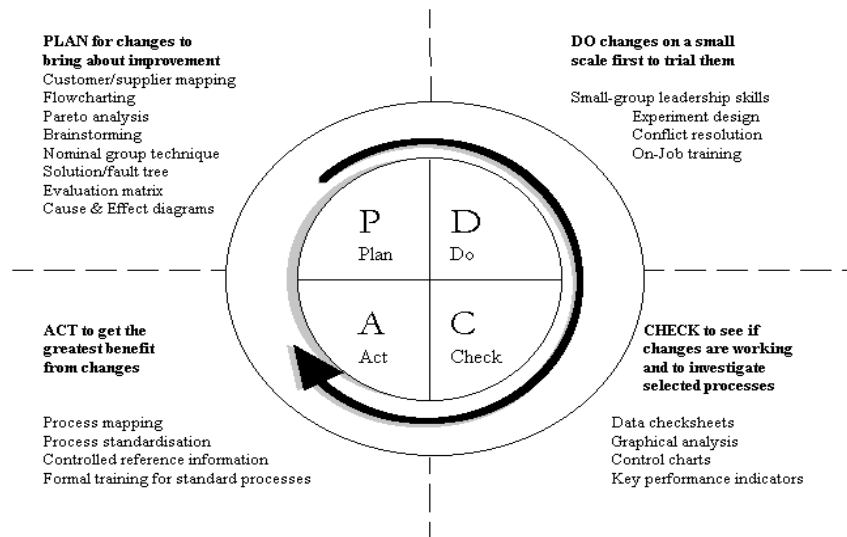 PLAN for changes to
bring about improvement
Customer/supplier mapping
Flowcharting
Pareto analysis
Brainstorming
Nominal group technique
Solution/fault tree
Evaluation matrix
Cause & Effect diagrams
DO changes on a small
scale first to trial them
Small-group leadership skills
Experiment design
Conflict resolution
On-Job training
P
Plan
D
Do
A
Act
C
Check
ACT to get the
greatest benefit
from changes
Process mapping
Process standardisation
Controlled reference information
Formal training for standard processes
CHECK to see if
changes are working
and to investigate
selected processes
Data checksheets
Graphical analysis
Control charts
Key performance indicators